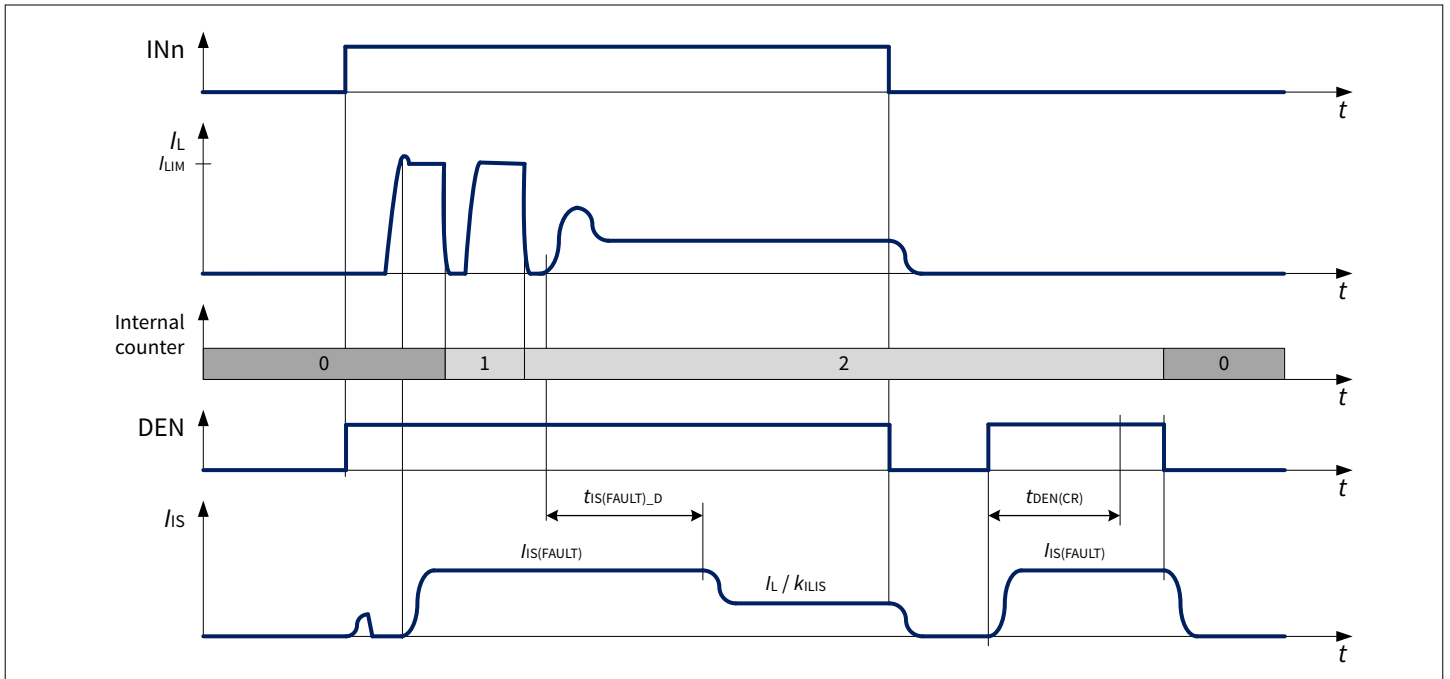 INn
t
IL
ILIM
t
Internal
counter
0 1 2 0
t
DEN
t
tIS(FAULT)_D tDEN(CR)
IIS
IIS(FAULT) IIS(FAULT)
IL / kILIS
t